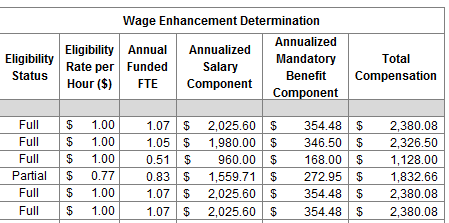 Wage Enhancement Determination
Eligibility Status Eligibility Rate per Hour ($) Annual Funded FTE Annualized Salary Component Annualized Mandatory Benefit Component Total Compensation
Full $ 1.00 1.07 $ 2,025.60 $ 354.48 $ 2,380.08
Full $ 1.00 1.05 $ 1,980.00 $ 346.50 $ 2,326.50
Full $ 1.00 0.51 $ 960.00 $ 168.00 $ 1,128.00
Partial $ 0.77 0.83 $ 1,559.71 $ 272.95 $ 1,832.66
Full $ 1.00 1.07 $ 2,025.60 $ 354.48 $ 2,380.08
Full $ 1.00 1.07 $ 2,025.60 $ 354.48 $ 2,380.08